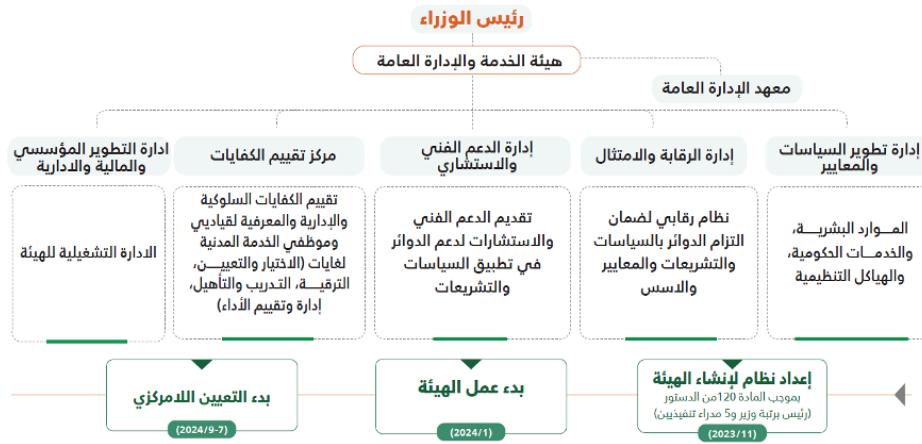 رئيس الوزراء
هيئة الخدمة والإدارة العامة
معهد الإدارة العامة
إدارة تطوير السياسات
والمعايير
المـــوارد البشريـــة،
والخدمـــات الحكومية،
والهياكل التنظيمية
إدارة الرقابة والامتثال
نظام رقابي لضمان
التزام الدوائر بالسياسات
والتشريعات والمعايير
والاسس
إدارة الدعم الفني
والاستشاري
تقديم الدعم الفني
والاستشارات لدعم الدوائر
في تطبيق السياسات
والتشريعات
مركز تقييم الكفايات
تقييم الكفايات السلوكية
والإدارية والمعرفية لقياديي
وموظفي الخدمة المدنية
لغايات (الاختيار والتعييـــن،
الترقيـــة، التدريب والتأهيل،
إدارة وتقييم الأداء)
ادارة التطوير المؤسسي
والمالية والادارية
الادارة التشغيلية للهيئة
إعداد نظام لإنشاء الهيئة
بموجب المادة 120من الدستور
(رئيس برتبة وزير و5 مدراء تنفيذيين)
(2023/11)
بدء عمل الهيئة
(2024/1)
بدء التعيين اللامركزي
(2024/9-7)